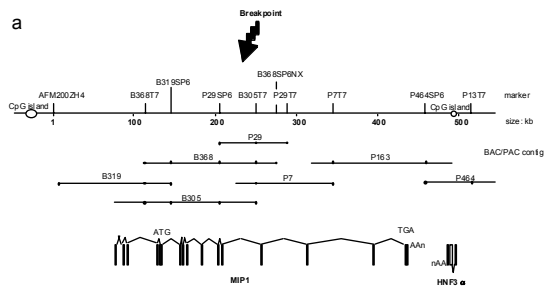 a
Breakpoint
B319SP6
B368SP6NX
AFM200ZH4 B368T7 P29SP6 B305T7 P29T7 P7T7 P464SP6 P13T7 marker
CpG island CpG island
1 100 200 300 400 500 size: kb
P29
BAC/PAC contig
B368 P163
B319 P7 P464
B305
ATG TGA
AAn
nAA
MIP1 HNF3 α